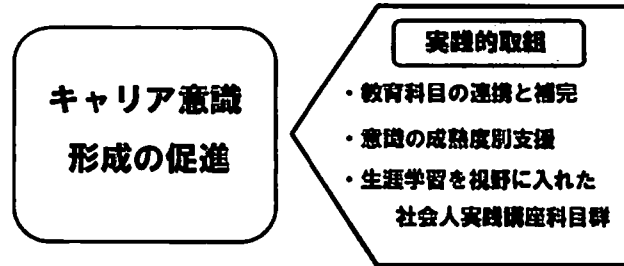 キャリア意識
形成の促進
実践的取組
・教育科目の連携と補完
・意識の成熟度別支援
・生涯学習を視野に入れた
社会人実践講座科目群